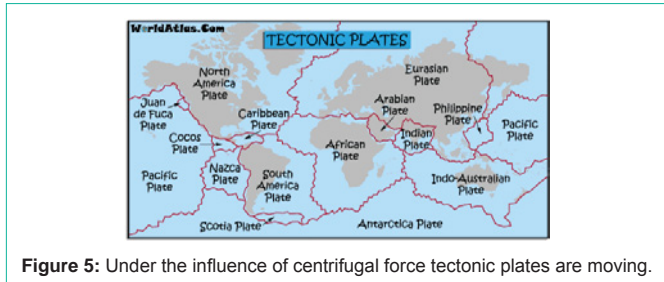 WorldAtlas.Com
TECTONIC PLATES
North
America
Plate
Eurasian
Plate
Juan
de Fuca
Plate
Caribbean
Plate
Arabian
Plate
Philippine
Plate
Cocos
Plate
African
Plate
Indian
Plate
Pacific
Plate
Pacific
Plate
Nazca
Plate
South
America
Plate
Indo-Australian
Plate
Scotia Plate
Antarctica Plate
Figure 5: Under the influence of centrifugal force tectonic plates are moving.